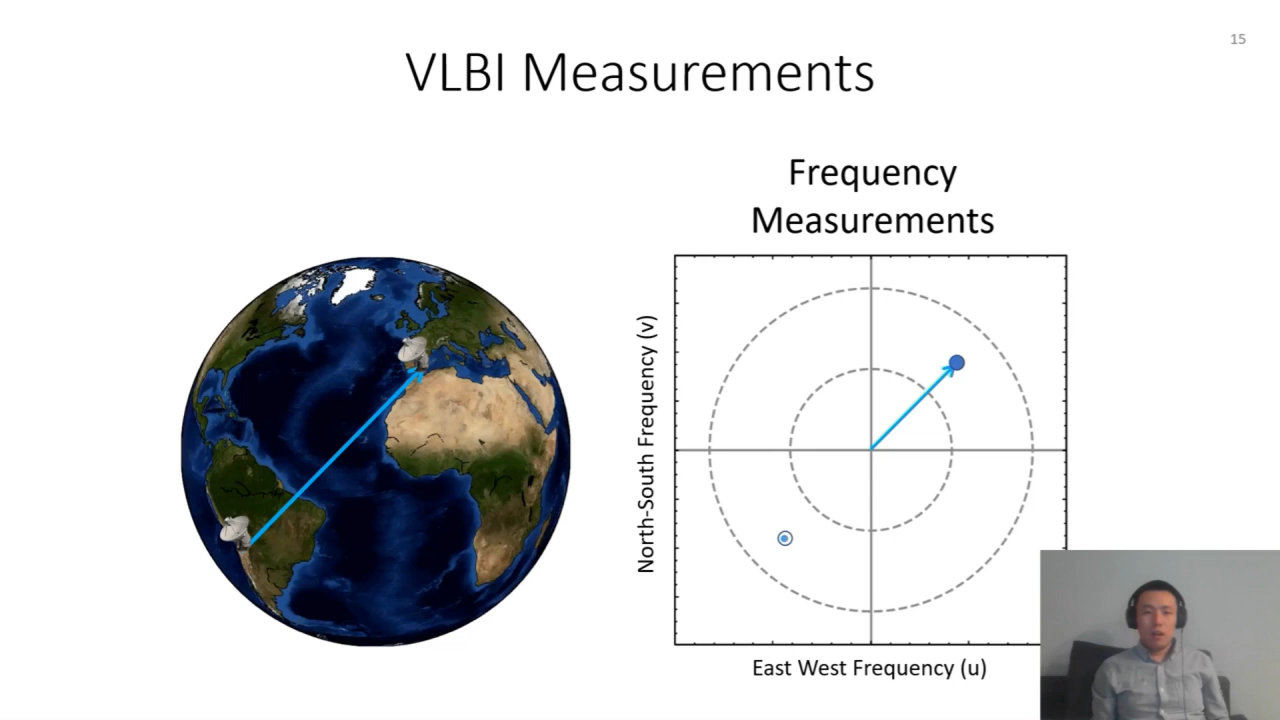 15
VLBI Measurements
Frequency
Measurements
North-South Frequency (v)
East West Frequency (u)